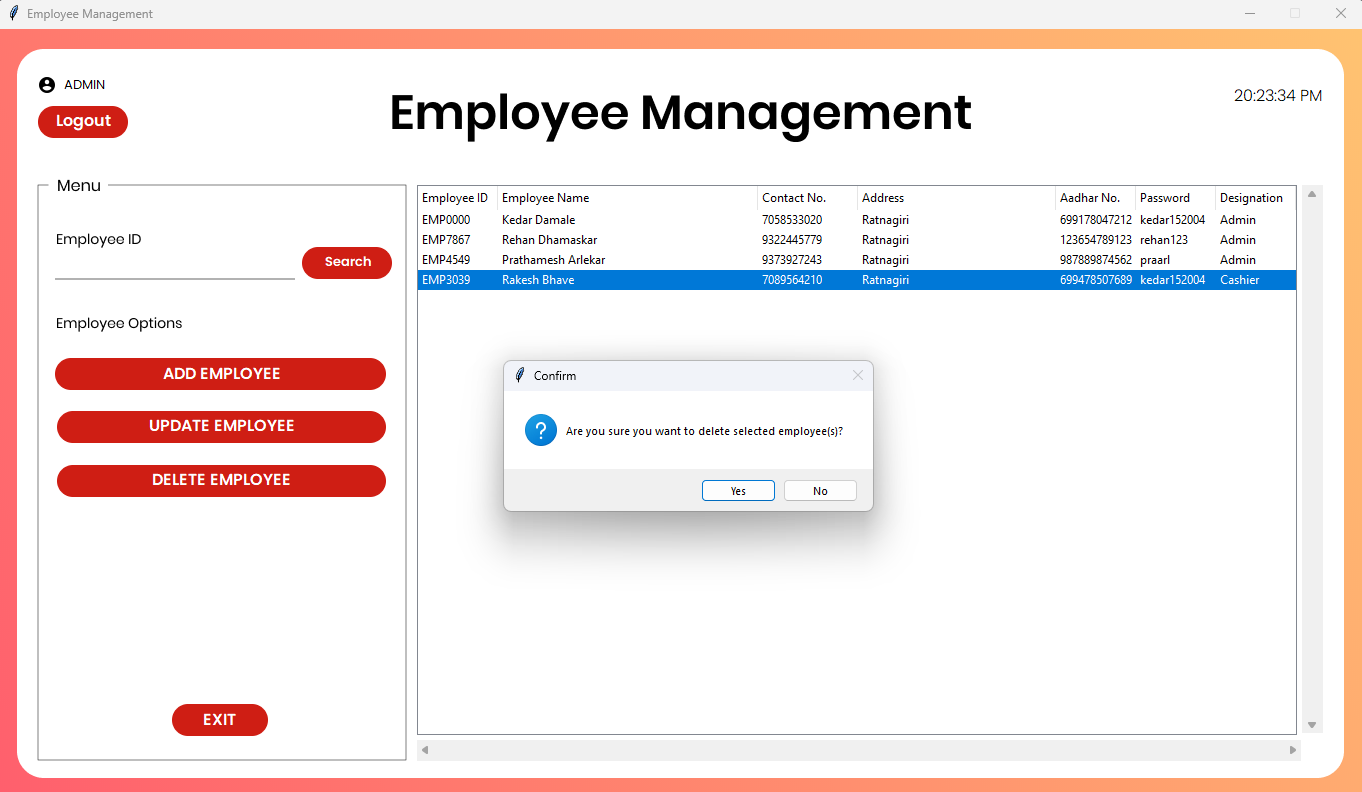 Employee Management
ADMIN
Logout
Employee Management
20:23:34 PM
Menu
Employee ID
Search
Employee Options
ADD EMPLOYEE
UPDATE EMPLOYEE
DELETE EMPLOYEE
EXIT
Employee ID Employee Name Contact No. Address Aadhar No. Password Designation
EMP0000 Kedar Damale 7058533020 Ratnagiri 699178047212 kedar152004 Admin
EMP7867 Rehan Dhamaskar 9322445779 Ratnagiri 123654789123 rehan123 Admin
EMP4549 Prathamesh Arlekar 9373927243 Ratnagiri 987889874562 praarl Admin
EMP3039 Rakesh Bhave 7089564210 Ratnagiri 699478507689 kedar152004 Cashier
Confirm
Are you sure you want to delete selected employee(s)?
Yes No